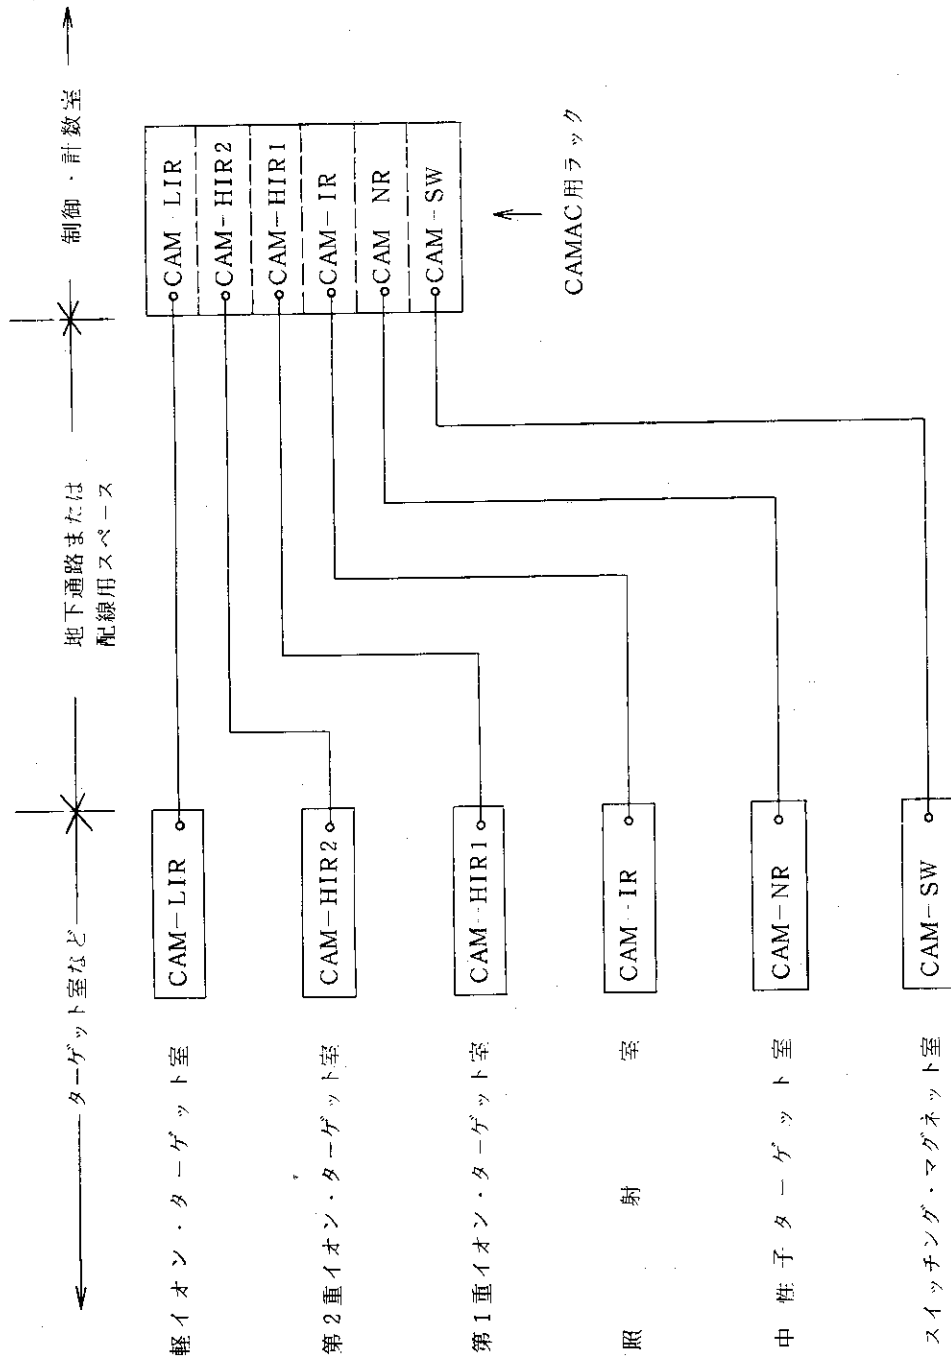 ターゲット室など
地下通路または
配線用スペース
制御・計数室
軽イオン・ターゲット室
CAM-LIR
CAM LIR
第2重イオン・ターゲット室
CAM-HIR2
CAM-HIR2
第1重イオン・ターゲット室
CAM-HIR1
CAM-HIR1
照射室
CAM-IR
CAM-IR
中性子ターゲット室
CAM-NR
CAM NR
スイッチング・マグネット室
CAM-SW
CAM-SW
CAMAC用ラック